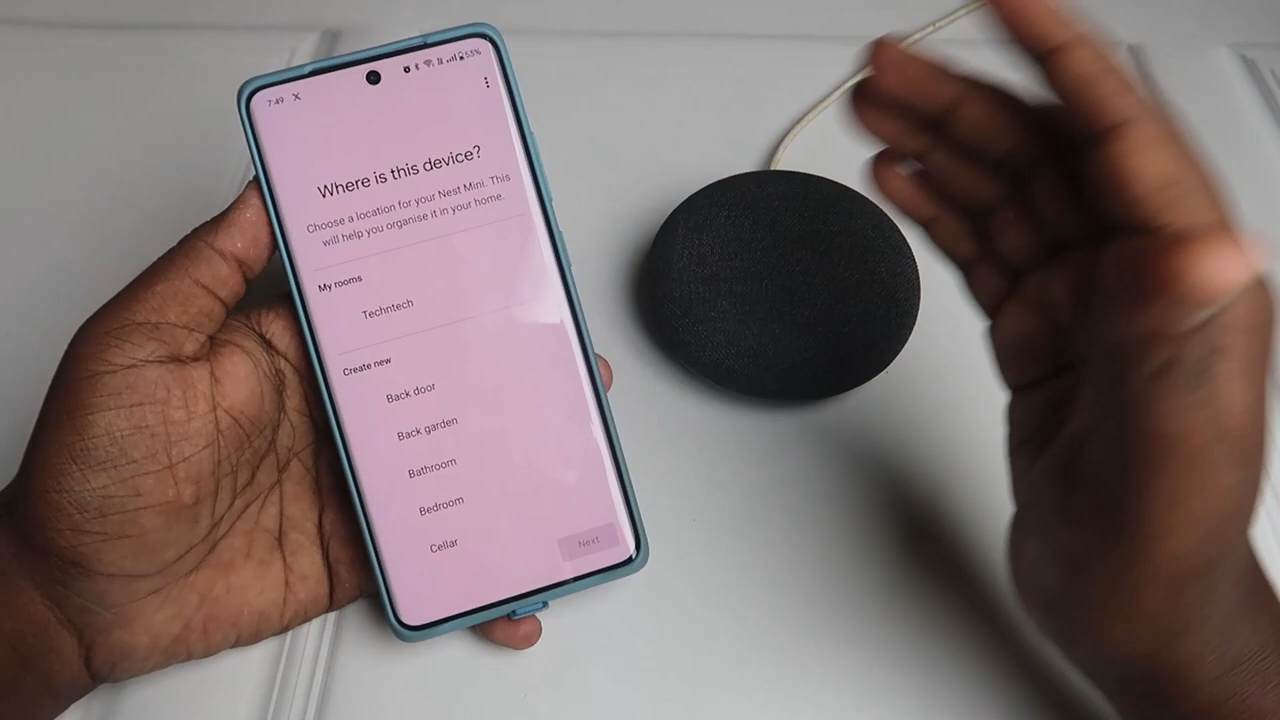 7:49 X 53%
Where is this device?
Choose a location for your Nest Mini. This
will help you organise it in your home.
My rooms
Techntech
Create new
Back door
Back garden
Bathroom
Bedroom
Cellar
Next